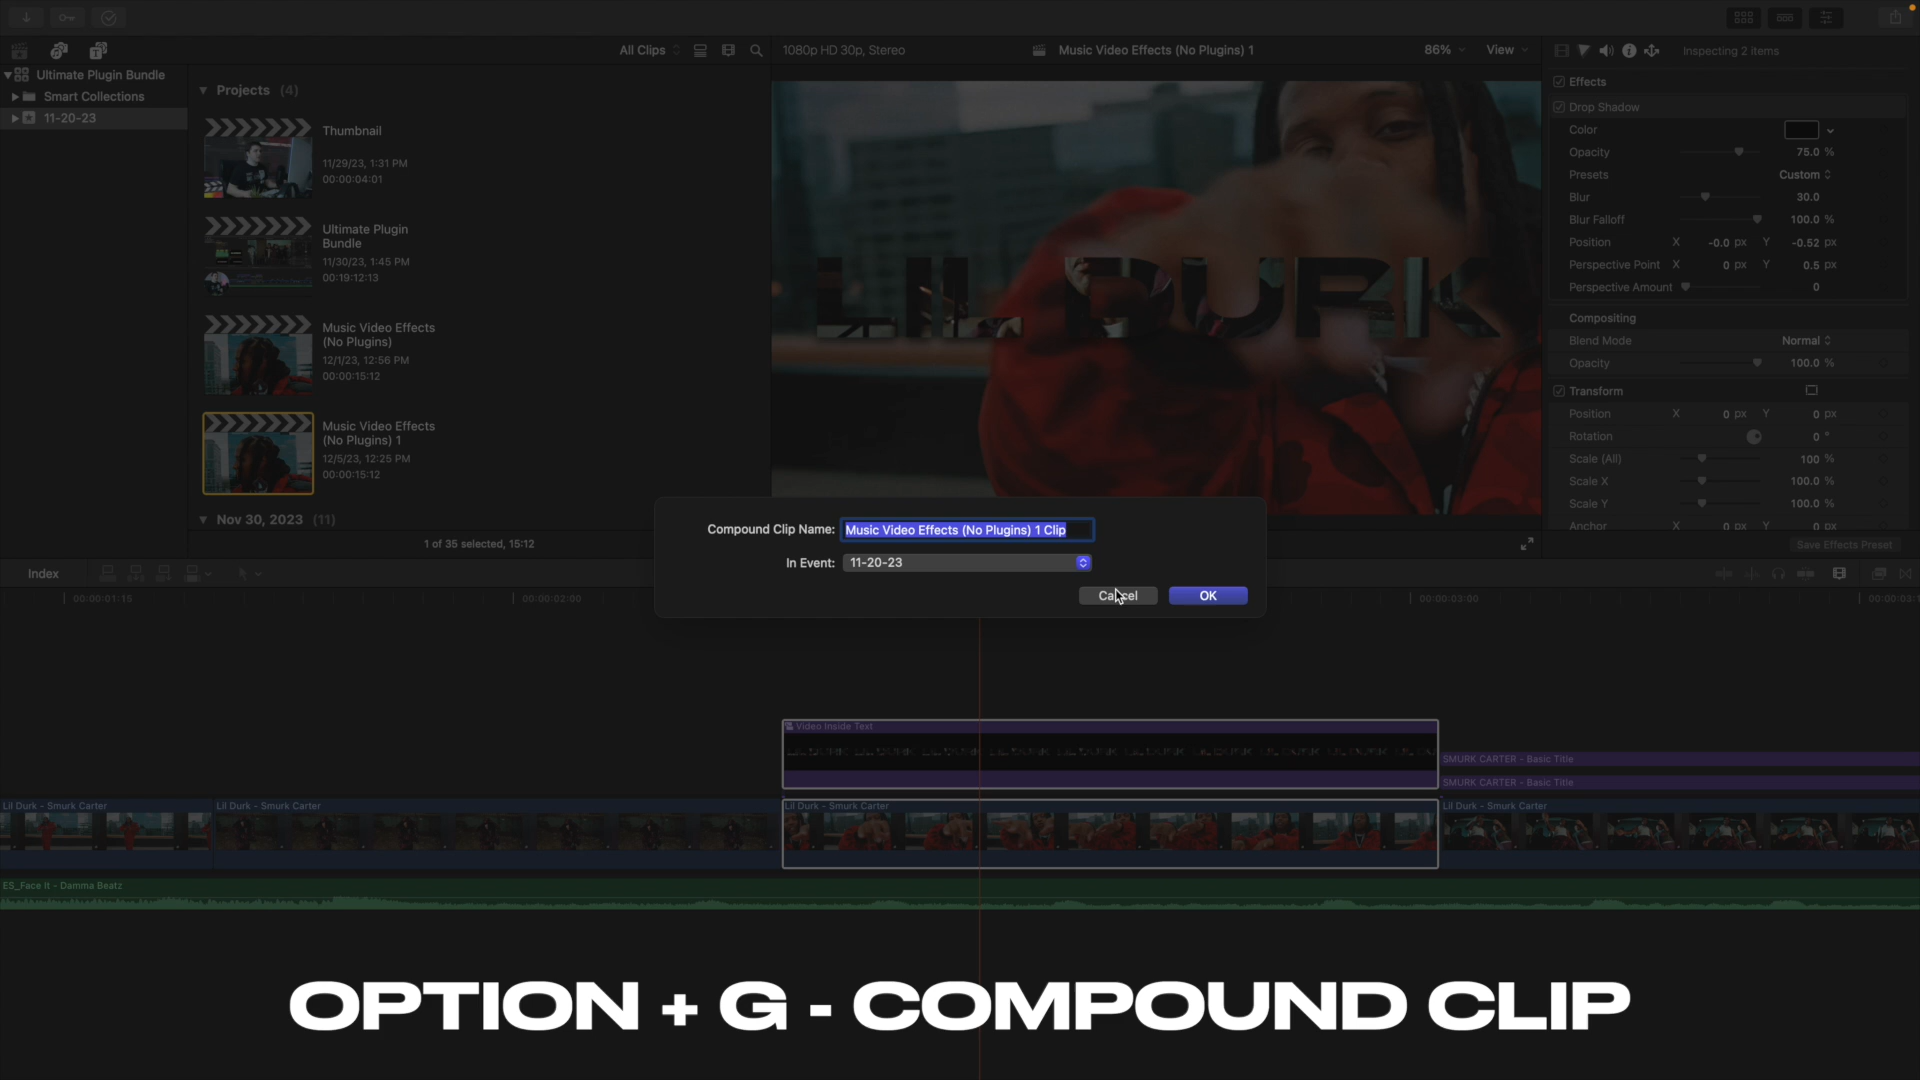 All Clips
1080p HD 30p, Stereo
Music Video Effects (No Plugins) 1
86%
View
Inspecting 2 items
Ultimate Plugin Bundle
Smart Collections
11-20-23
Projects (4)
Thumbnail
11/29/23, 1:31 PM
00:00:04:01
Ultimate Plugin
Bundle
11/30/23, 1:45 PM
00:19:12:13
Music Video Effects
(No Plugins)
12/1/23, 12:56 PM
00:00:15:12
Music Video Effects
(No Plugins) 1
12/5/23, 12:25 PM
00:00:15:12
Nov 30, 2023 (11)
1 of 35 selected, 15:12
LIL DURK
Effects
Drop Shadow
Color
Opacity 75.0 %
Presets Custom
Blur 30.0
Blur Falloff 100.0 %
Position X -0.0 px Y -0.52 px
Perspective Point X 0 px Y 0.5 px
Perspective Amount 0
Compositing
Blend Mode Normal
Opacity 100.0 %
Transform
Position X 0 px Y 0 px
Rotation 0 °
Scale (All) 100 %
Scale X 100.0 %
Scale Y 100.0 %
Anchor X 0 px Y 0 px
Save Effects Preset
Compound Clip Name: Music Video Effects (No Plugins) 1 Clip
In Event: 11-20-23
Cancel OK
Index
00:00:01:15
00:00:02:00
00:00:03:00
00:00:03:1
Video Inside Text
SMURK CARTER - Basic Title
SMURK CARTER - Basic Title
Lil Durk - Smurk Carter
Lil Durk - Smurk Carter
Lil Durk - Smurk Carter
Lil Durk - Smurk Carter
ES_Face It - Damma Beatz
OPTION + G - COMPOUND CLIP